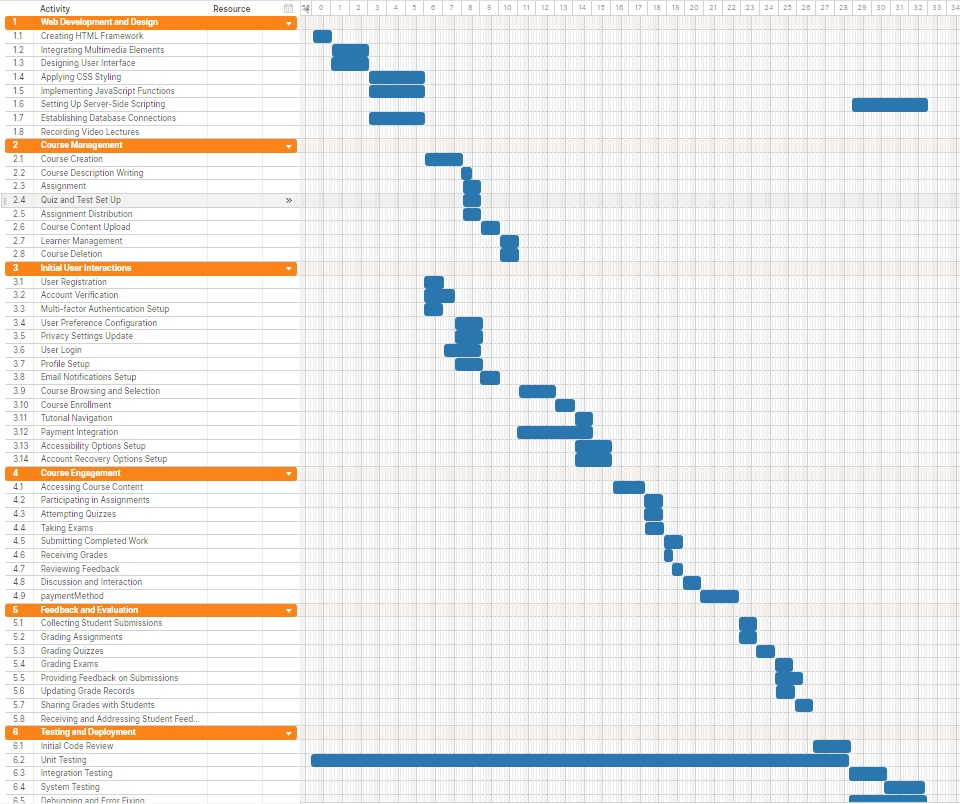 Activity Resource 52 0 1 2 3 4 5 6 7 8 9 10 11 12 13 14 15 16 17 18 19 20 21 22 23 24 25 26 27 28 29 30 31 32 33 34
1 Web Development and Design
1.1 Creating HTML Framework
1.2 Integrating Multimedia Elements
1.3 Designing User Interface
1.4 Applying CSS Styling
1.5 Implementing JavaScript Functions
1.6 Setting Up Server-Side Scripting
1.7 Establishing Database Connections
1.8 Recording Video Lectures
2 Course Management
2.1 Course Creation
2.2 Course Description Writing
2.3 Assignment
2.4 Quiz and Test Set Up »
2.5 Assignment Distribution
2.6 Course Content Upload
2.7 Learner Management
2.8 Course Deletion
3 Initial User Interactions
3.1 User Registration
3.2 Account Verification
3.3 Multi-factor Authentication Setup
3.4 User Preference Configuration
3.5 Privacy Settings Update
3.6 User Login
3.7 Profile Setup
3.8 Email Notifications Setup
3.9 Course Browsing and Selection
3.10 Course Enrollment
3.11 Tutorial Navigation
3.12 Payment Integration
3.13 Accessibility Options Setup
3.14 Account Recovery Options Setup
4 Course Engagement
4.1 Accessing Course Content
4.2 Participating in Assignments
4.3 Attempting Quizzes
4.4 Taking Exams
4.5 Submitting Completed Work
4.6 Receiving Grades
4.7 Reviewing Feedback
4.8 Discussion and Interaction
4.9 paymentMethod
5 Feedback and Evaluation
5.1 Collecting Student Submissions
5.2 Grading Assignments
5.3 Grading Quizzes
5.4 Grading Exams
5.5 Providing Feedback on Submissions
5.6 Updating Grade Records
5.7 Sharing Grades with Students
5.8 Receiving and Addressing Student Feed...
6 Testing and Deployment
6.1 Initial Code Review
6.2 Unit Testing
6.3 Integration Testing
6.4 System Testing
6.5 Debugging and Error Fixing